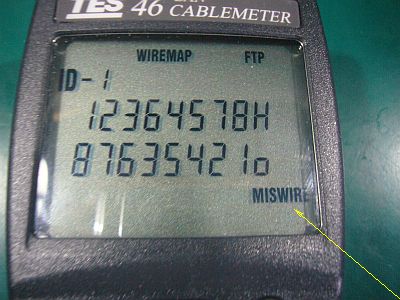 TES 46 CABLEMETER
WIREMAP FTP
ID-1
12364578H
87635421o
MISWIRE